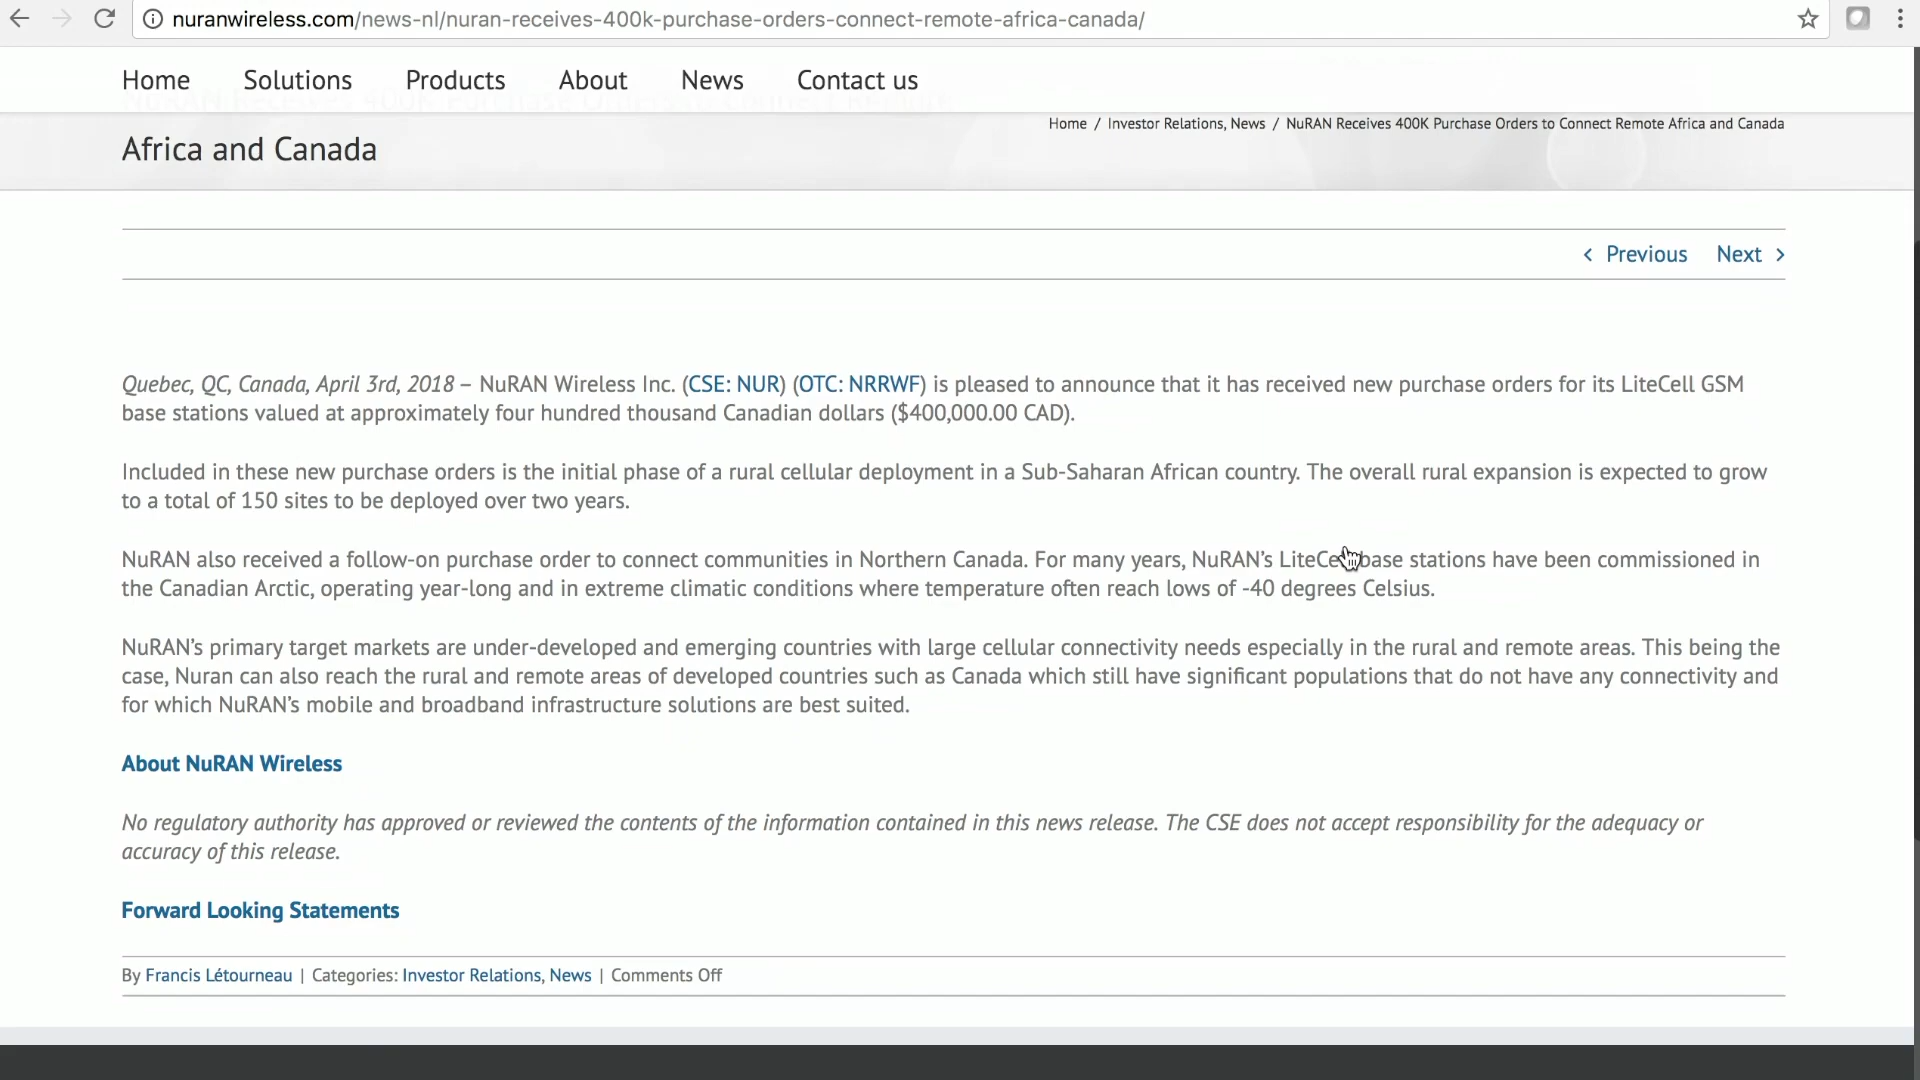 nuranwireless.com/news-nl/nuran-receives-400k-purchase-orders-connect-remote-africa-canada/
Home Solutions Products About News Contact us
Home / Investor Relations, News / NuRAN Receives 400K Purchase Orders to Connect Remote Africa and Canada
Africa and Canada
Previous Next
Quebec, QC, Canada, April 3rd, 2018 – NuRAN Wireless Inc. (CSE: NUR) (OTC: NRRWF) is pleased to announce that it has received new purchase orders for its LiteCell GSM
base stations valued at approximately four hundred thousand Canadian dollars ($400,000.00 CAD).
Included in these new purchase orders is the initial phase of a rural cellular deployment in a Sub-Saharan African country. The overall rural expansion is expected to grow
to a total of 150 sites to be deployed over two years.
NuRAN also received a follow-on purchase order to connect communities in Northern Canada. For many years, NuRAN’s LiteCell base stations have been commissioned in
the Canadian Arctic, operating year-long and in extreme climatic conditions where temperature often reach lows of -40 degrees Celsius.
NuRAN’s primary target markets are under-developed and emerging countries with large cellular connectivity needs especially in the rural and remote areas. This being the
case, Nuran can also reach the rural and remote areas of developed countries such as Canada which still have significant populations that do not have any connectivity and
for which NuRAN’s mobile and broadband infrastructure solutions are best suited.
About NuRAN Wireless
No regulatory authority has approved or reviewed the contents of the information contained in this news release. The CSE does not accept responsibility for the adequacy or
accuracy of this release.
Forward Looking Statements
By Francis Létourneau | Categories: Investor Relations, News | Comments Off